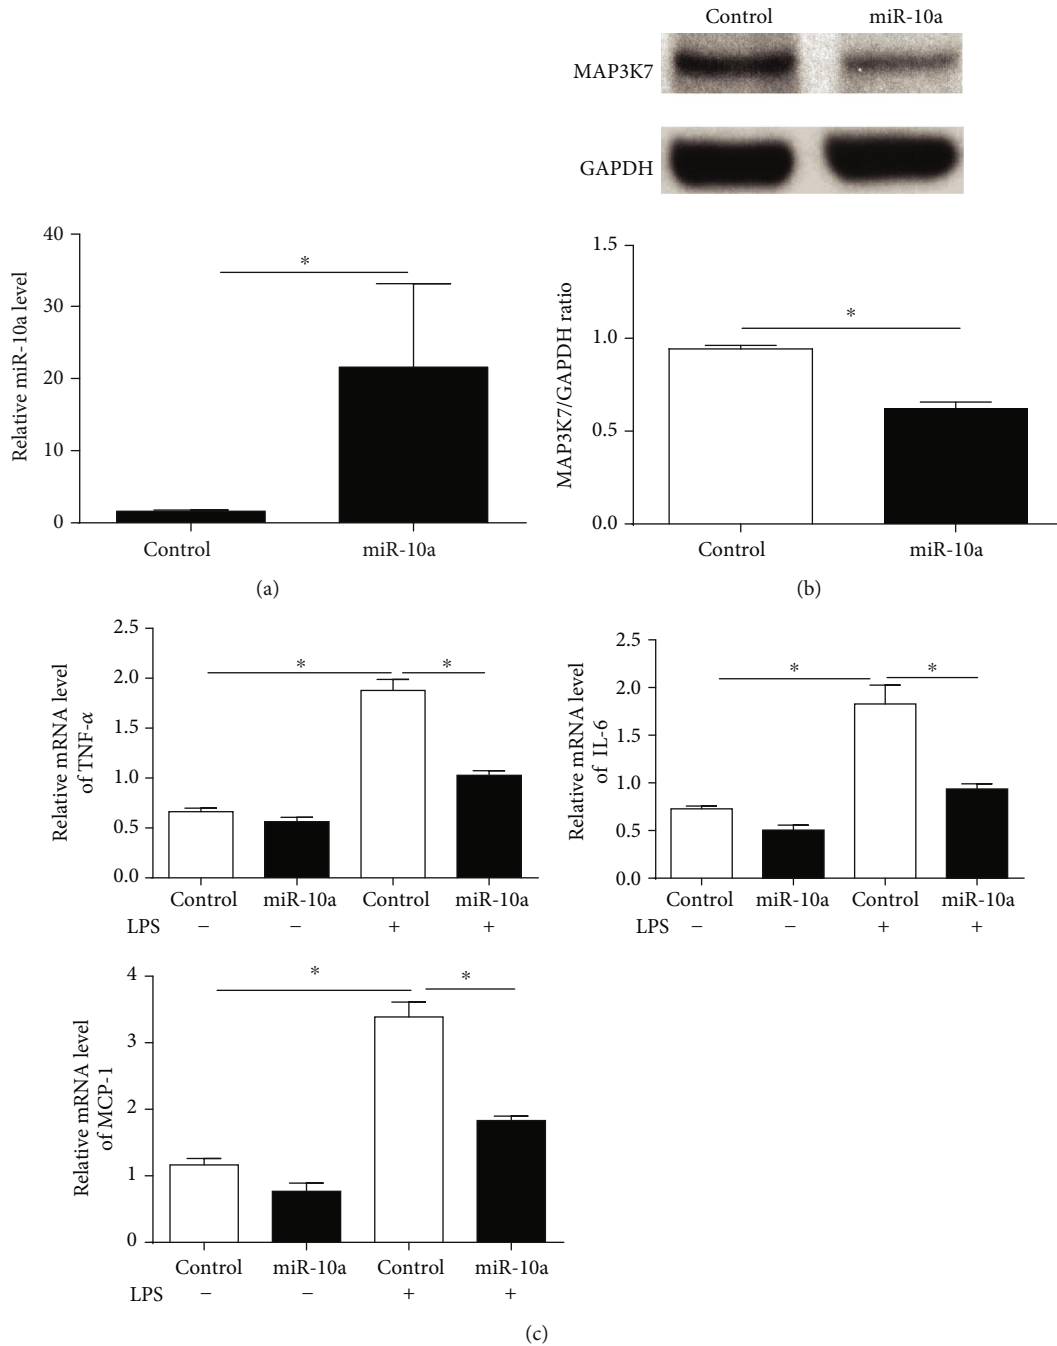 Control miR-10a
MAP3K7
GAPDH
Relative miR-10a level
40
30
20
10
0
*
Control miR-10a
(a)
MAP3K7/GAPDH ratio
1.5
1.0
0.5
0.0
*
Control miR-10a
(b)
Relative mRNA level
of TNF-α
2.5
2.0
1.5
1.0
0.5
0.0
* *
Control miR-10a Control miR-10a
LPS − − + +
Relative mRNA level
of IL-6
2.5
2.0
1.5
1.0
0.5
0.0
* *
Control miR-10a Control miR-10a
LPS − − + +
Relative mRNA level
of MCP-1
4
3
2
1
0
* *
Control miR-10a Control miR-10a
LPS − − + +
(c)